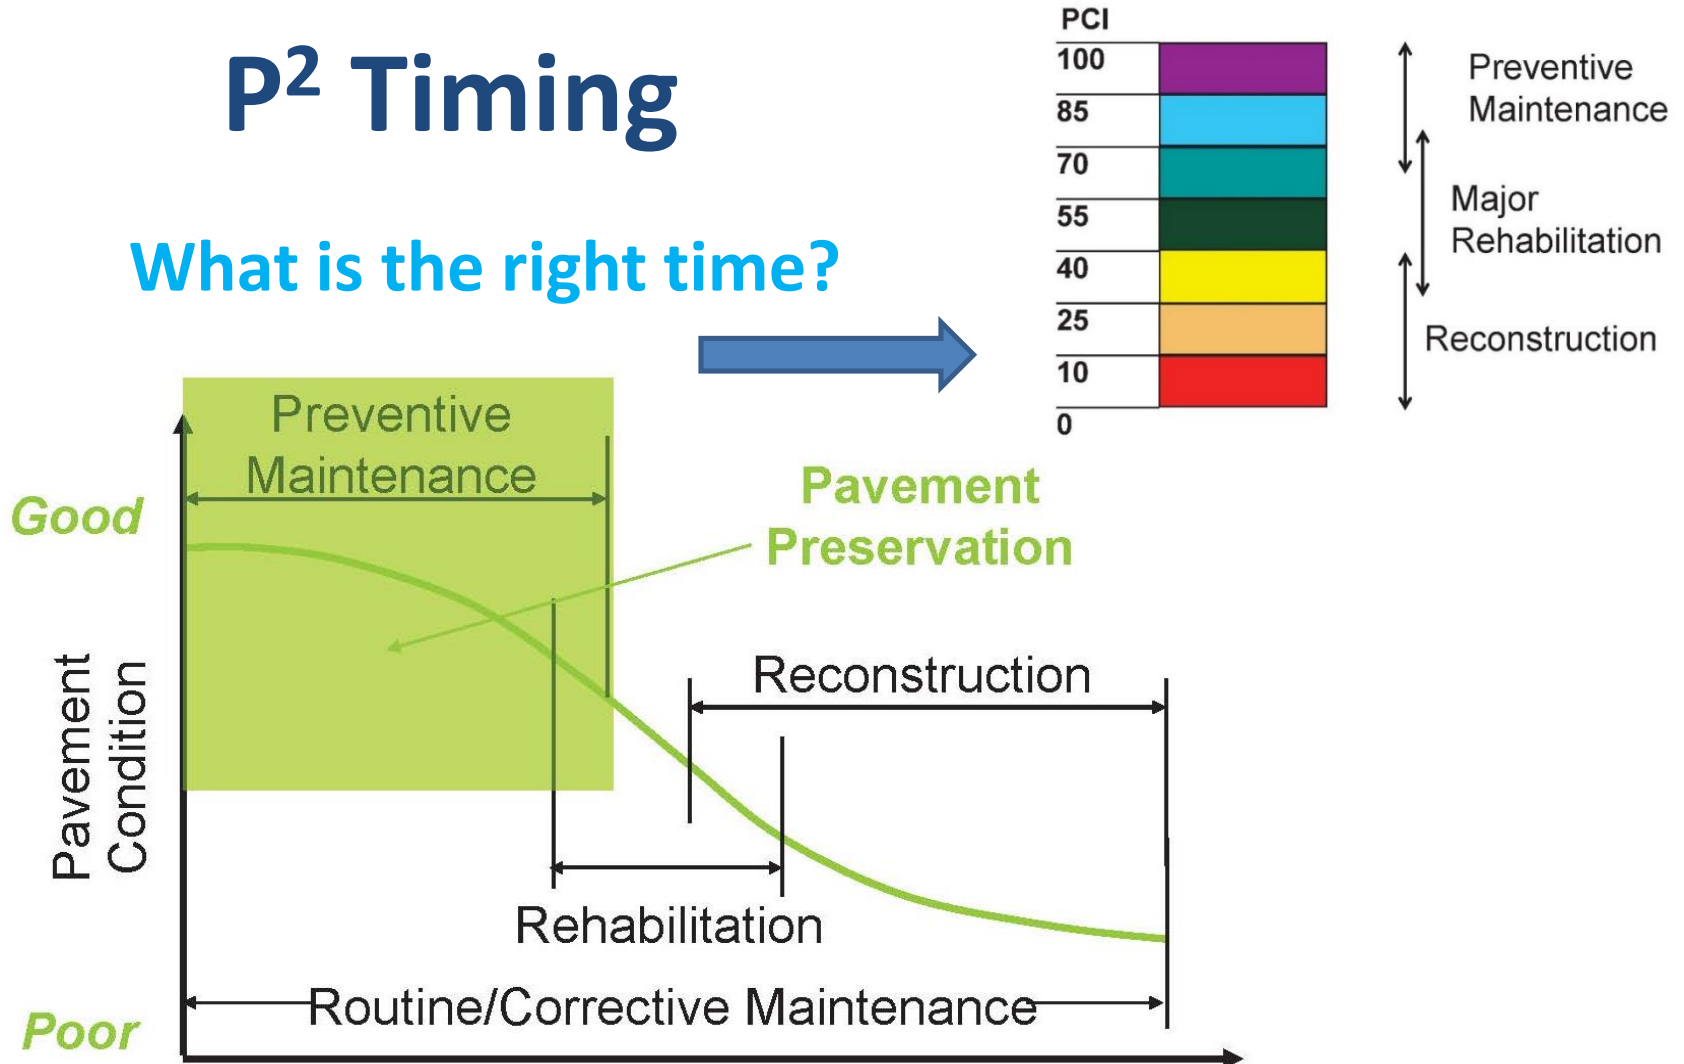 P² Timing
What is the right time?
PCI
100
85
70
55
40
25
10
0
Preventive
Maintenance
Major
Rehabilitation
Reconstruction
Preventive
Maintenance
Good
Pavement
Preservation
Pavement
Condition
Reconstruction
Rehabilitation
Routine/Corrective Maintenance
Poor